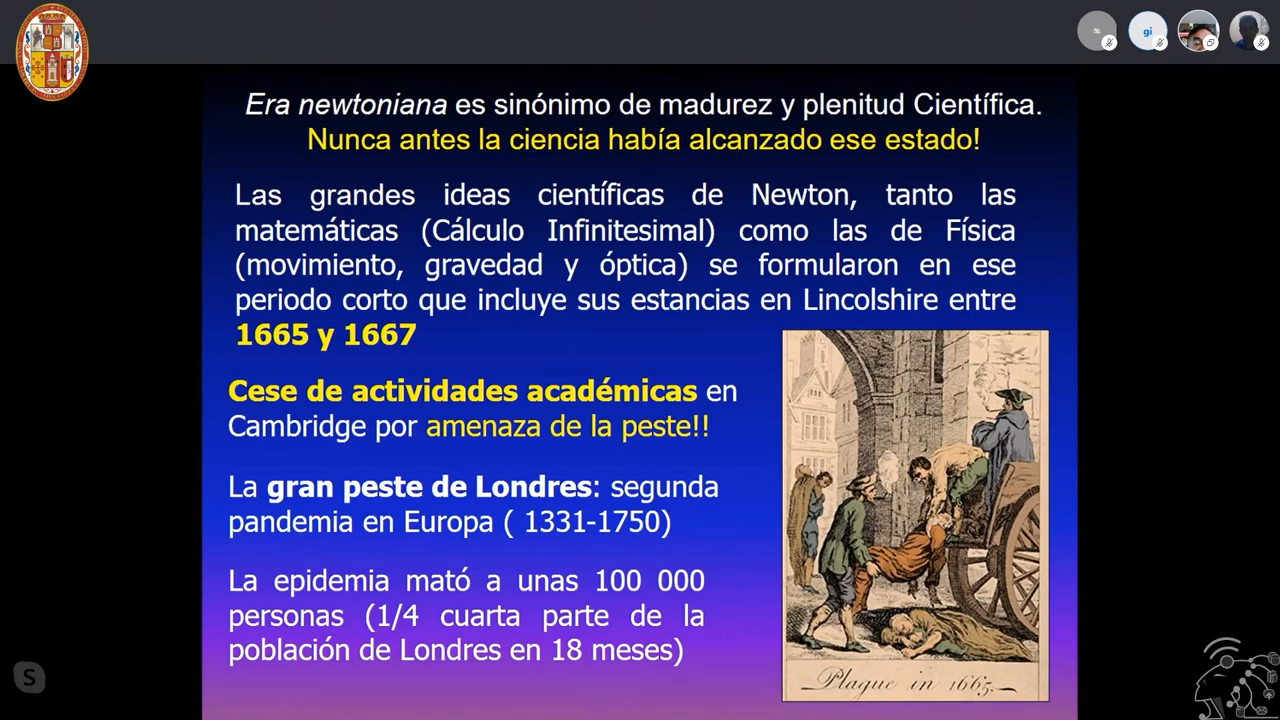 gi
Era newtoniana es sinónimo de madurez y plenitud Científica.
Nunca antes la ciencia había alcanzado ese estado!
Las grandes ideas científicas de Newton, tanto las
matemáticas (Cálculo Infinitesimal) como las de Física
(movimiento, gravedad y óptica) se formularon en ese
periodo corto que incluye sus estancias en Lincolshire entre
1665 y 1667
Cese de actividades académicas en
Cambridge por amenaza de la peste!!
La gran peste de Londres: segunda
pandemia en Europa ( 1331-1750)
La epidemia mató a unas 100 000
personas (1/4 cuarta parte de la
población de Londres en 18 meses)
Plague in 1665.
S